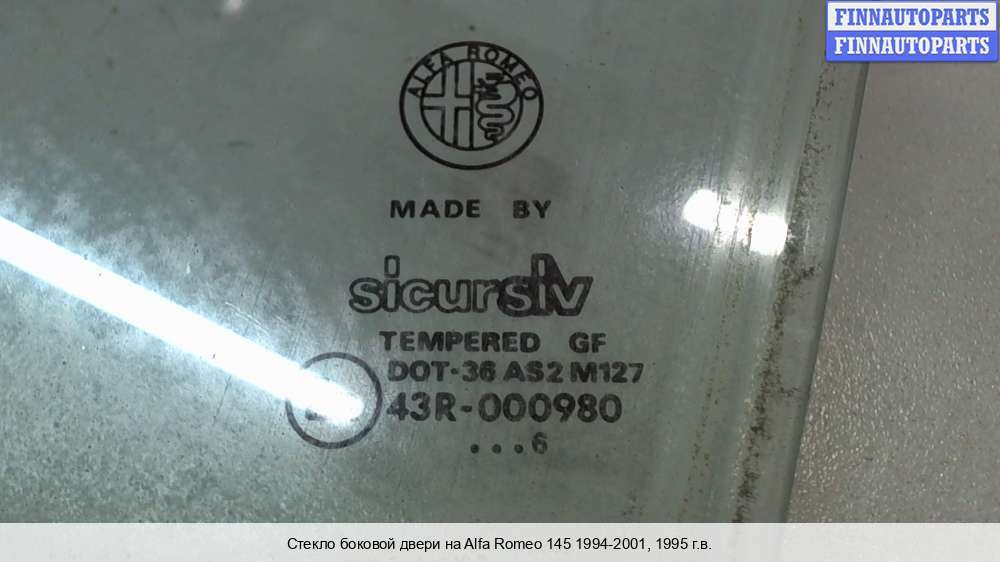 FINNAUTOPARTS
FINNAUTOPARTS
ALFA ROMEO
MADE BY
sicursiv
TEMPERED GF
DOT-36 AS2 M127
43R-000980
...6
Стекло боковой двери на Alfa Romeo 145 1994-2001, 1995 г.в.